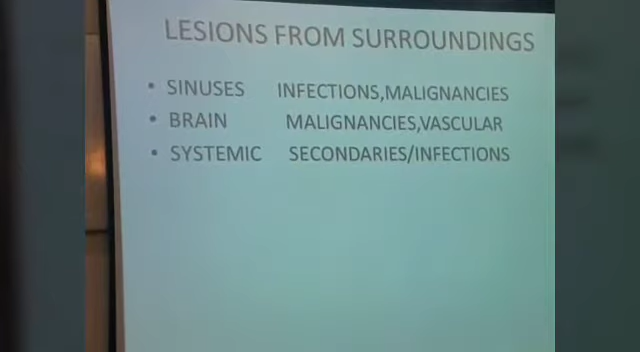 LESIONS FROM SURROUNDINGS
• SINUSES INFECTIONS,MALIGNANCIES
• BRAIN MALIGNANCIES,VASCULAR
• SYSTEMIC SECONDARIES/INFECTIONS